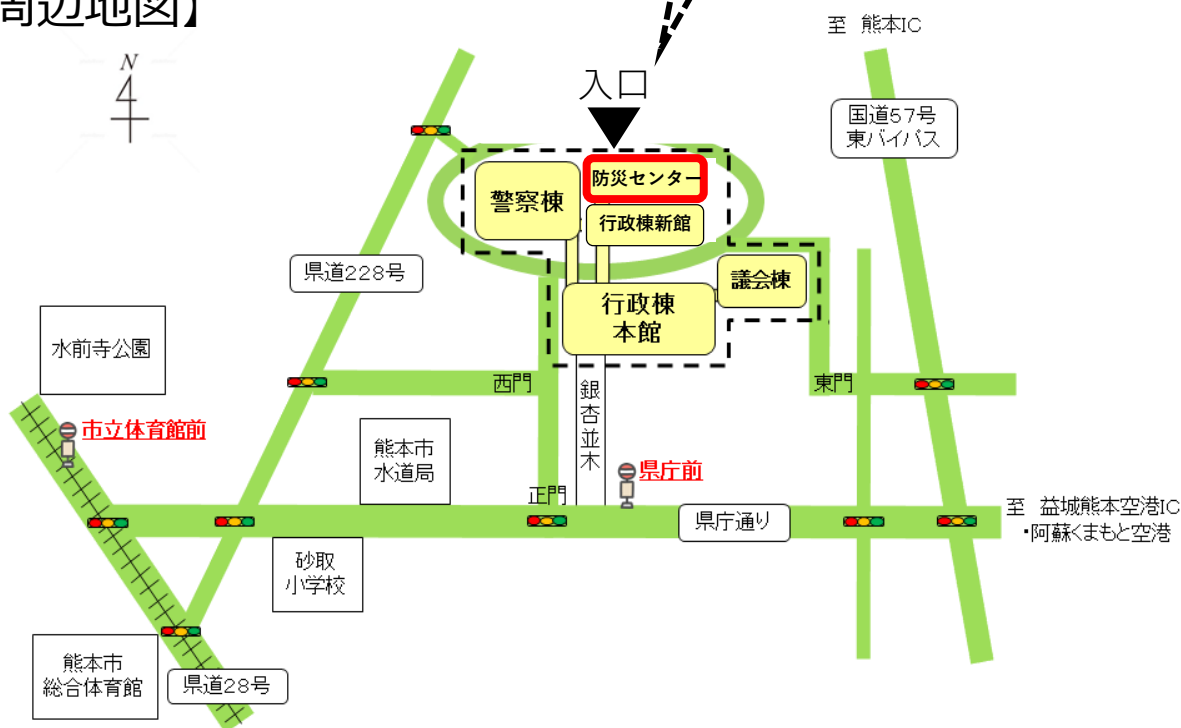 周辺地図】
至 熊本IC
N
入口
国道57号
東バイパス
防災センター
警察棟
行政棟新館
県道228号
議会棟
行政棟
本館
水前寺公園
西門
東門
銀杏並木
市立体育館前
熊本市
水道局
県庁前
正門
県庁通り
至 益城熊本空港IC
・阿蘇くまもと空港
砂取
小学校
熊本市
総合体育館
県道28号